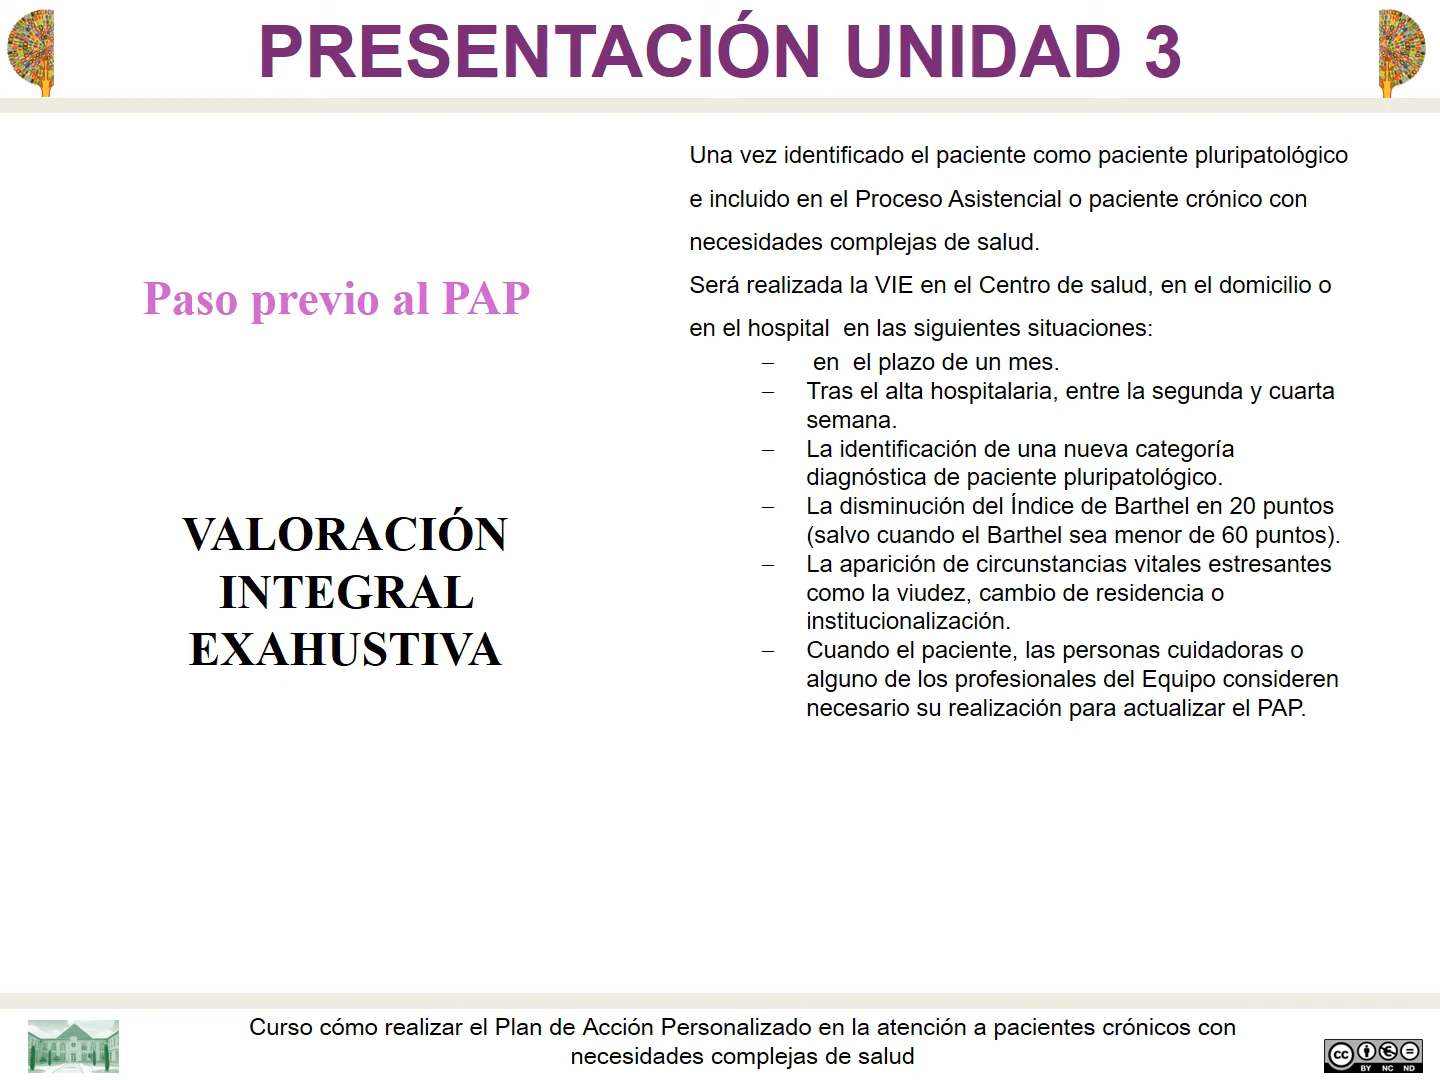 PRESENTACIÓN UNIDAD 3
Paso previo al PAP
VALORACIÓN
INTEGRAL
EXAHUSTIVA
Una vez identificado el paciente como paciente pluripatológico
e incluido en el Proceso Asistencial o paciente crónico con
necesidades complejas de salud.
Será realizada la VIE en el Centro de salud, en el domicilio o
en el hospital  en las siguientes situaciones:
– en  el plazo de un mes.
– Tras el alta hospitalaria, entre la segunda y cuarta
semana.
– La identificación de una nueva categoría
diagnóstica de paciente pluripatológico.
– La disminución del Índice de Barthel en 20 puntos
(salvo cuando el Barthel sea menor de 60 puntos).
– La aparición de circunstancias vitales estresantes
como la viudez, cambio de residencia o
institucionalización.
– Cuando el paciente, las personas cuidadoras o
alguno de los profesionales del Equipo consideren
necesario su realización para actualizar el PAP.
Curso cómo realizar el Plan de Acción Personalizado en la atención a pacientes crónicos con
necesidades complejas de salud
cc
BY NC ND